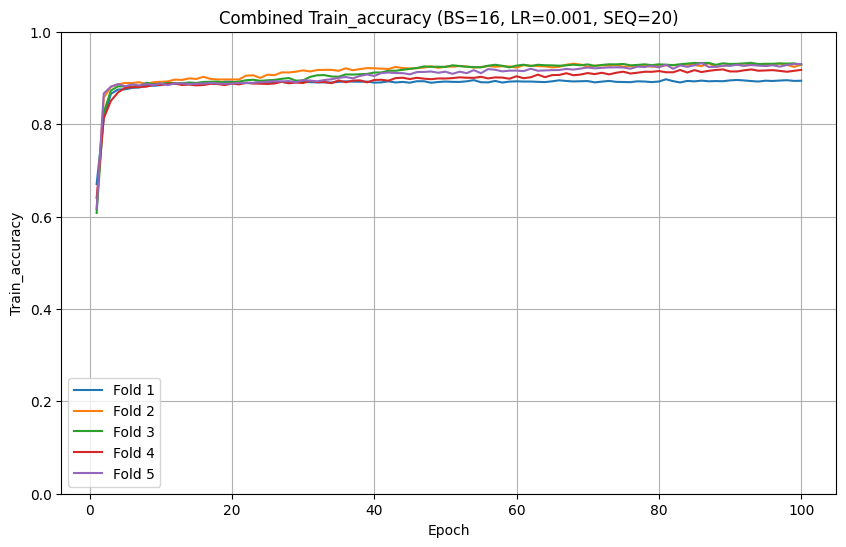 Combined Train_accuracy (BS=16, LR=0.001, SEQ=20)
1.0
0.8
0.6
0.4
0.2
0.0
Train_accuracy
Fold 1
Fold 2
Fold 3
Fold 4
Fold 5
0 20 40 60 80 100
Epoch